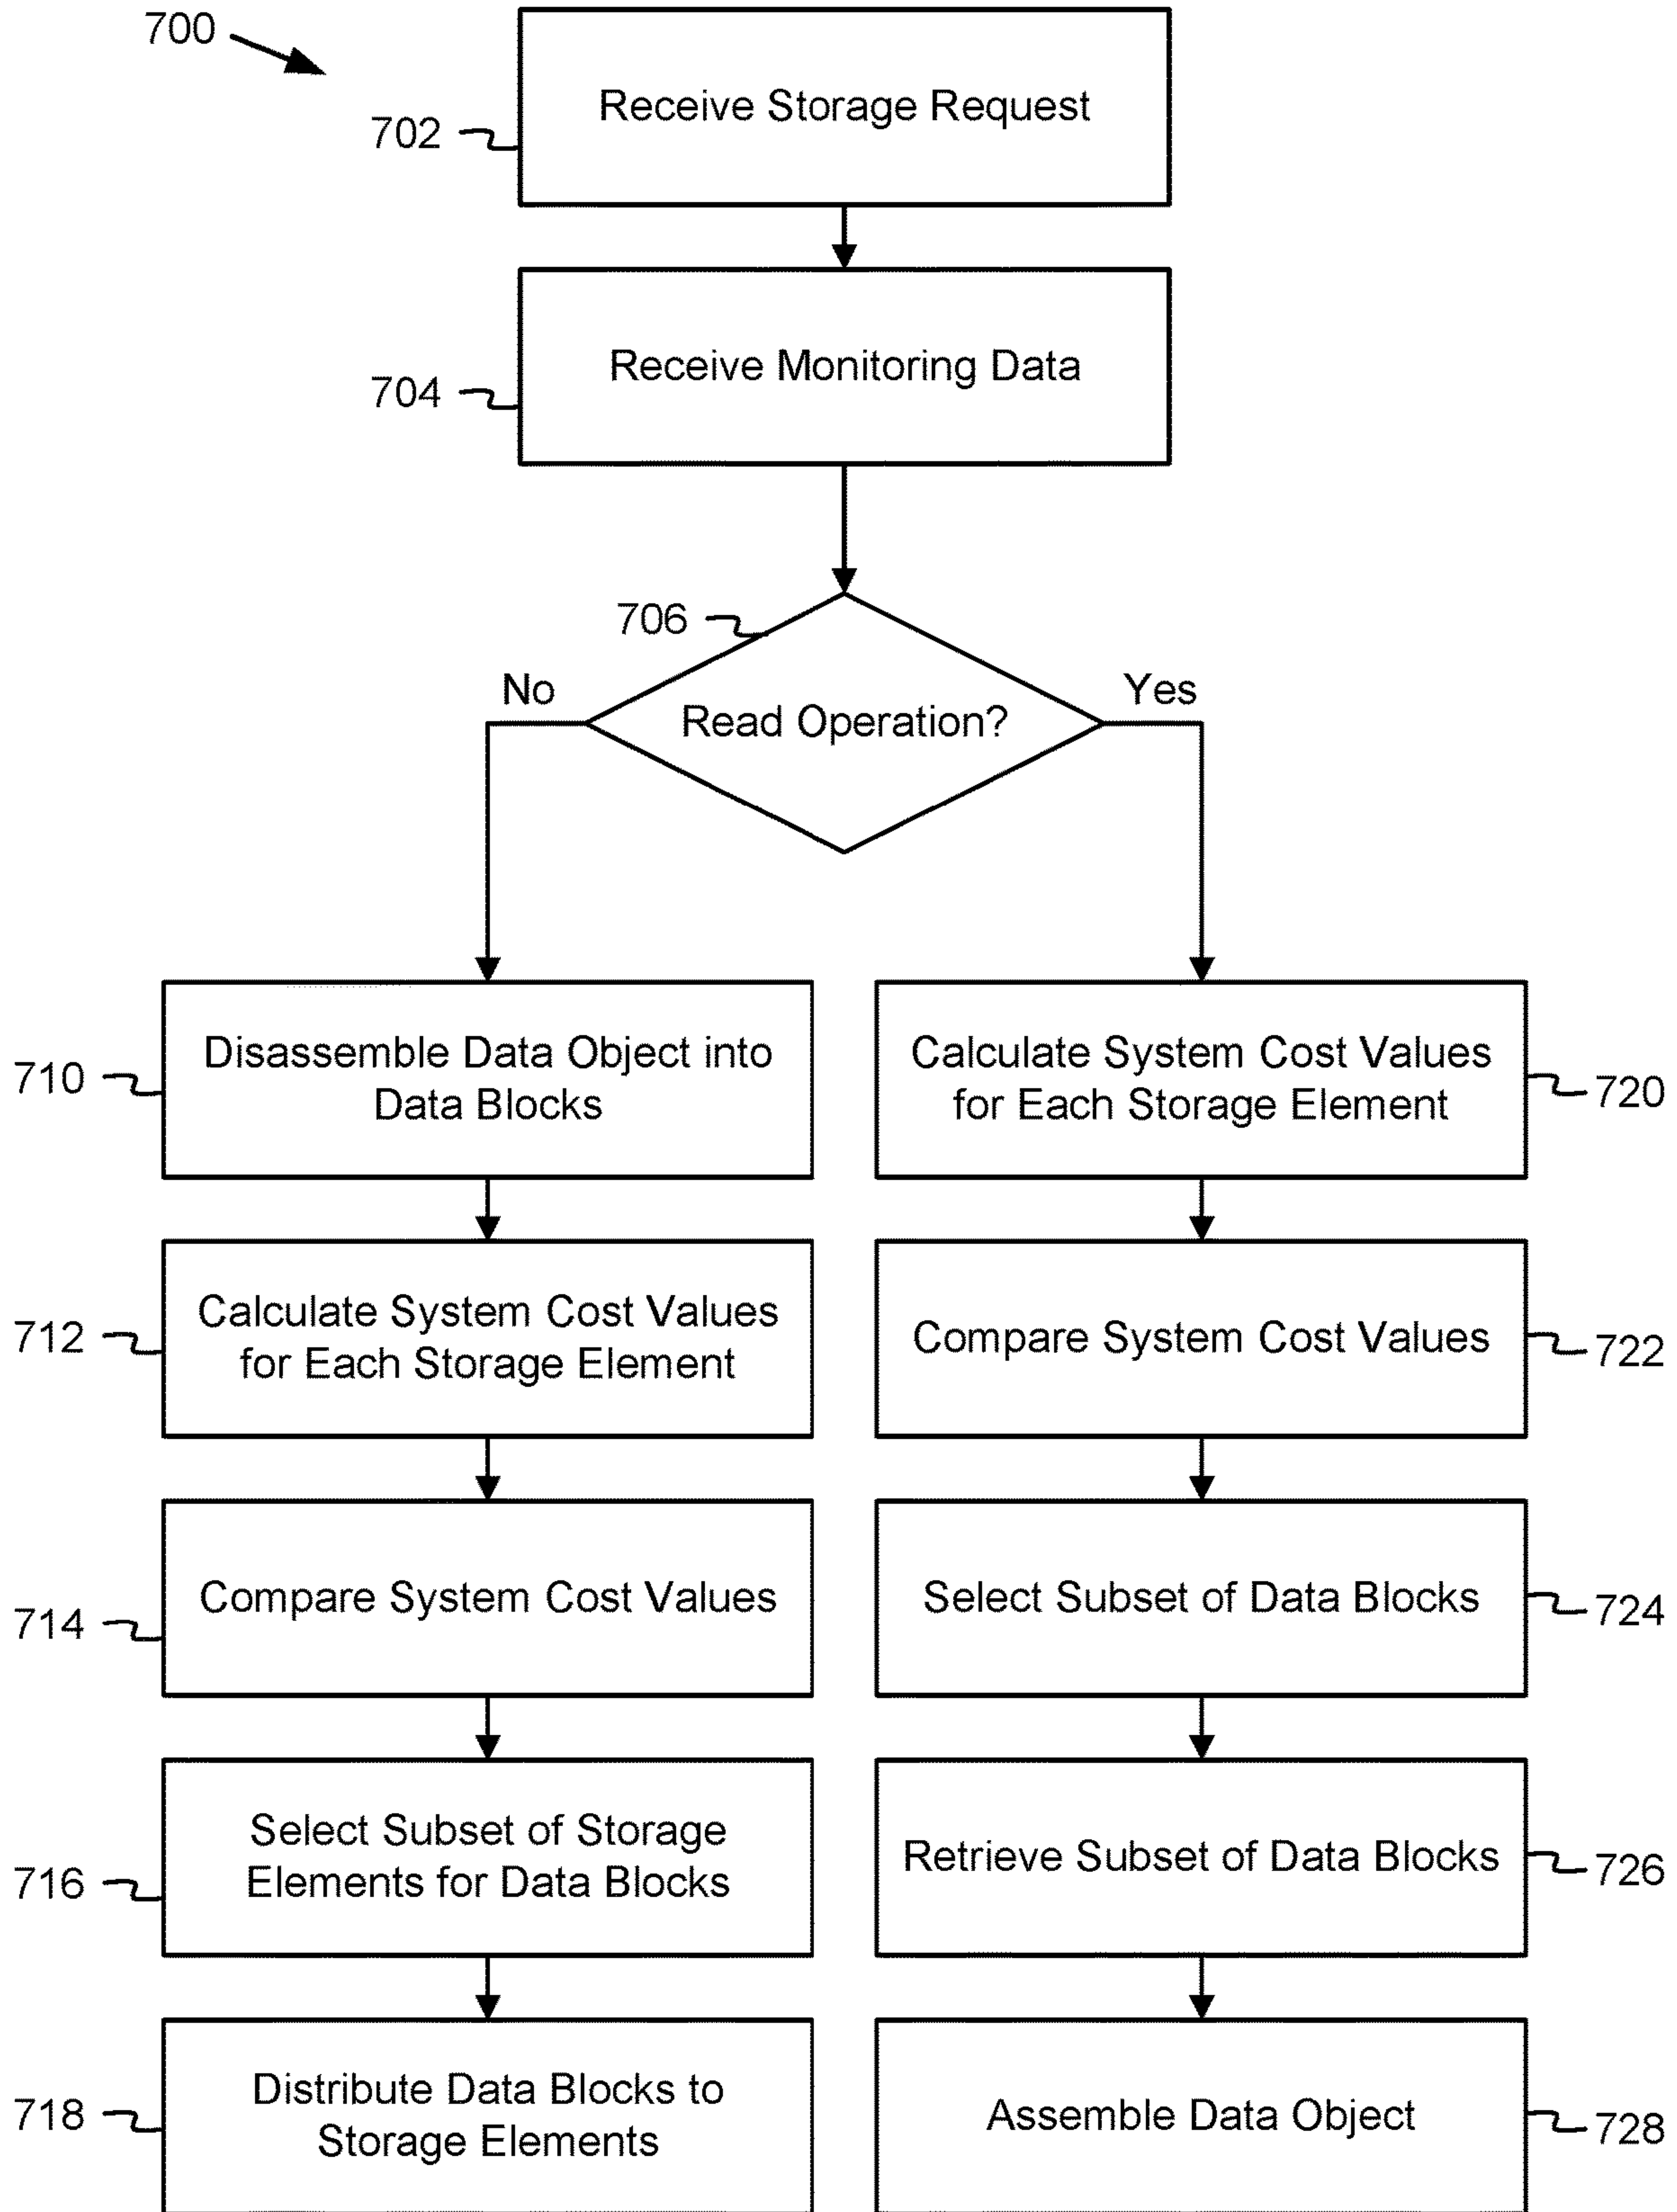 700
Receive Storage Request
702
Receive Monitoring Data
704
706
No
Yes
Read Operation?
Disassemble Data Object into
Data Blocks
710
Calculate System Cost Values
for Each Storage Element
720
Calculate System Cost Values
for Each Storage Element
712
Compare System Cost Values
722
Compare System Cost Values
714
Select Subset of Data Blocks
724
Select Subset of Storage
Elements for Data Blocks
716
Retrieve Subset of Data Blocks
726
Distribute Data Blocks to
Storage Elements
718
Assemble Data Object
728